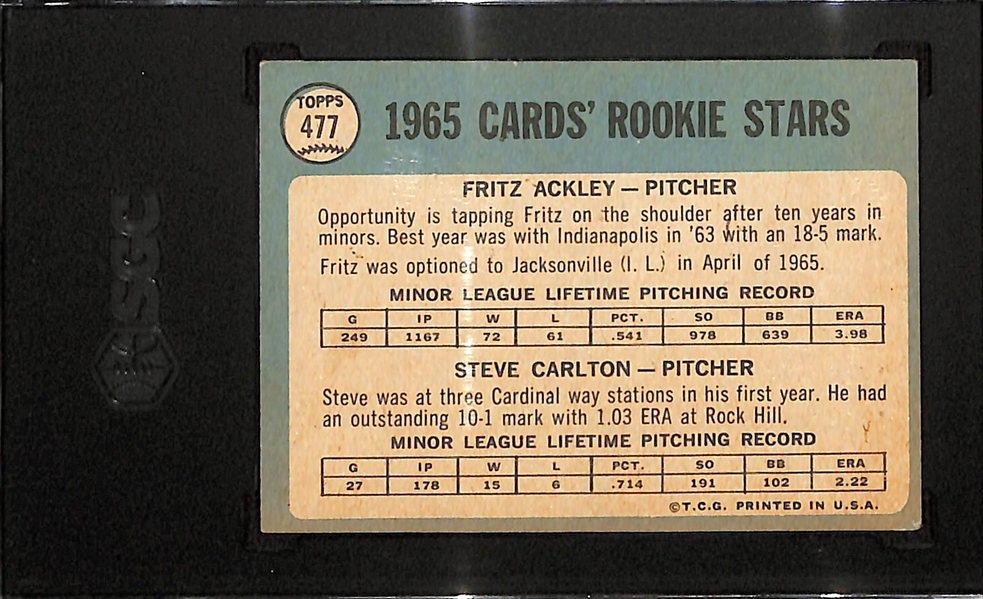 TOPPS
477
1965 CARDS' ROOKIE STARS
FRITZ ACKLEY — PITCHER
Opportunity is tapping Fritz on the shoulder after ten years in
minors. Best year was with Indianapolis in '63 with an 18-5 mark.
Fritz was optioned to Jacksonville (I. L.) in April of 1965.
MINOR LEAGUE LIFETIME PITCHING RECORD
G IP W L PCT. SO BB ERA
249 1167 72 61 .541 978 639 3.98
STEVE CARLTON — PITCHER
Steve was at three Cardinal way stations in his first year. He had
an outstanding 10-1 mark with 1.03 ERA at Rock Hill.
MINOR LEAGUE LIFETIME PITCHING RECORD
G IP W L PCT. SO BB ERA
27 178 15 6 .714 191 102 2.22
©T.C.G. PRINTED IN U.S.A.
SGC